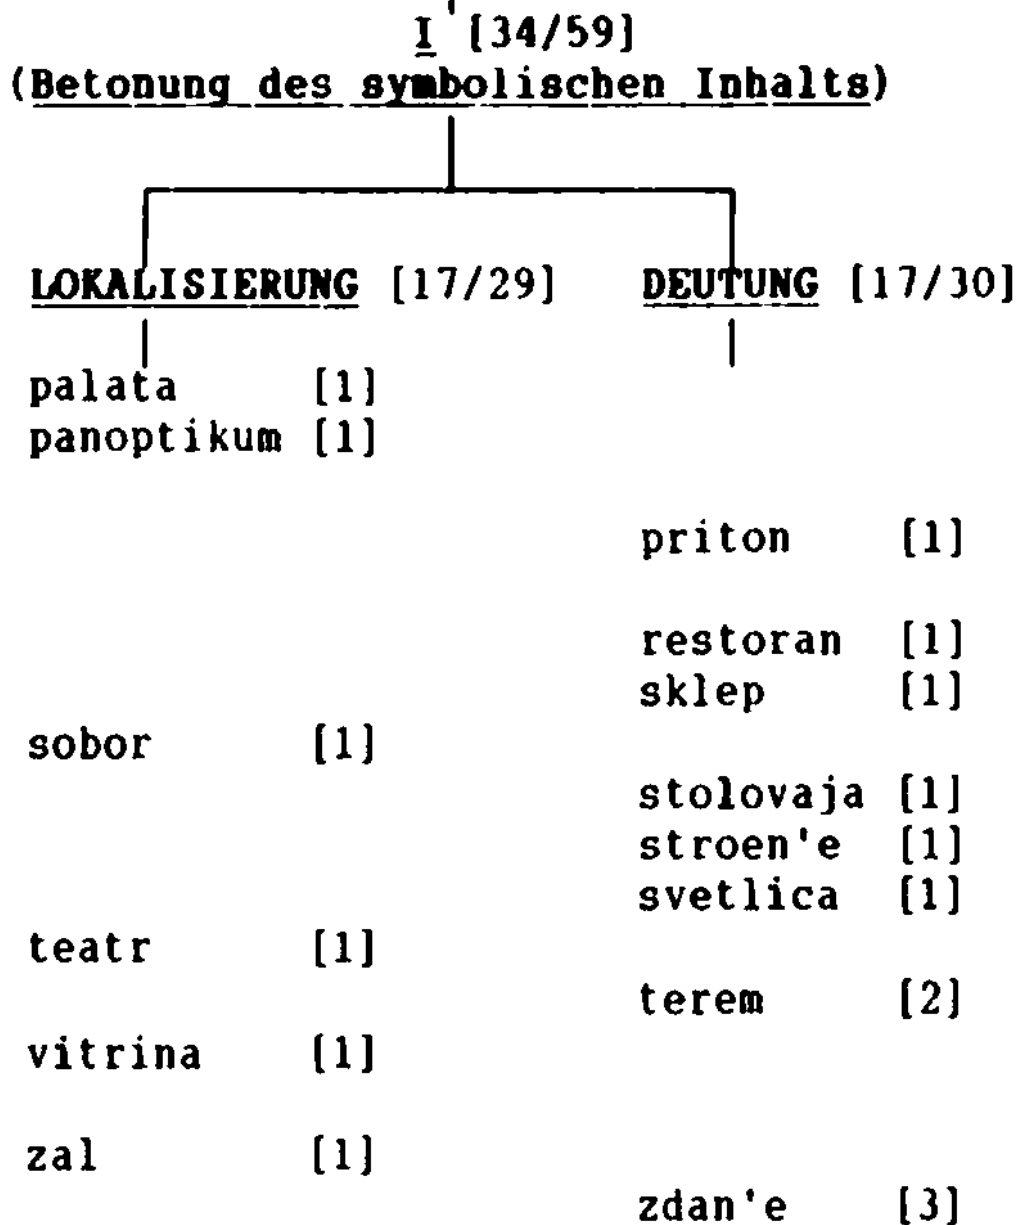 I [34/59]
(Betonung des symbolischen Inhalts)
LOKALISIERUNG [17/29] DEUTUNG [17/30]
palata [1]
panoptikum [1]
priton [1]
restoran [1]
sklep [1]
sobor [1]
stolovaja [1]
stroen'e [1]
svetlica [1]
teatr [1]
terem [2]
vitrina [1]
zal [1]
zdan'e [3]